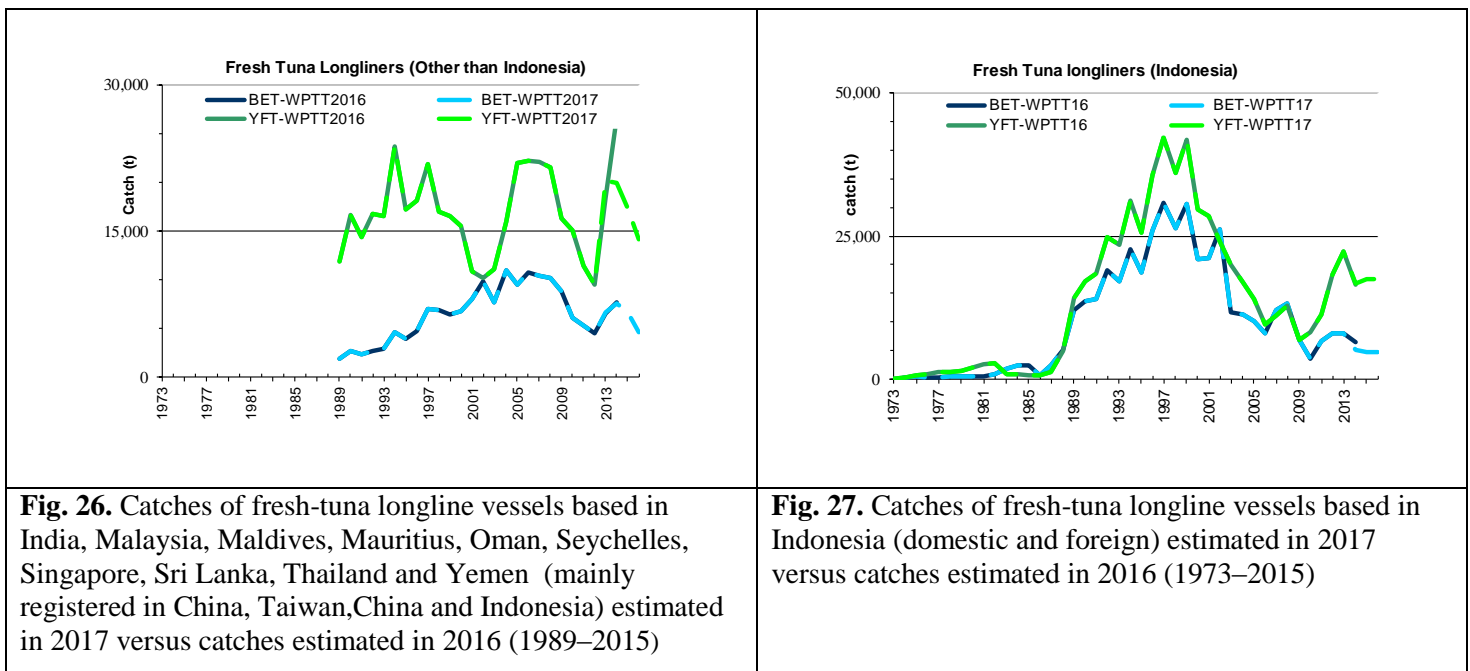 Fresh Tuna Longliners (Other than Indonesia)
30,000
BET-WPTT2016 BET-WPTT2017
YFT-WPTT2016 YFT-WPTT2017
Catch (t)
15,000
0
1973 1977 1981 1985 1989 1993 1997 2001 2005 2009 2013
Fresh Tuna longliners (Indonesia)
50,000
BET-WPTT16 BET-WPTT17
YFT-WPTT16 YFT-WPTT17
catch (t)
25,000
0
1973 1977 1981 1985 1989 1993 1997 2001 2005 2009 2013
Fig. 26. Catches of fresh-tuna longline vessels based in
India, Malaysia, Maldives, Mauritius, Oman, Seychelles,
Singapore, Sri Lanka, Thailand and Yemen (mainly
registered in China, Taiwan,China and Indonesia) estimated
in 2017 versus catches estimated in 2016 (1989–2015)
Fig. 27. Catches of fresh-tuna longline vessels based in
Indonesia (domestic and foreign) estimated in 2017
versus catches estimated in 2016 (1973–2015)